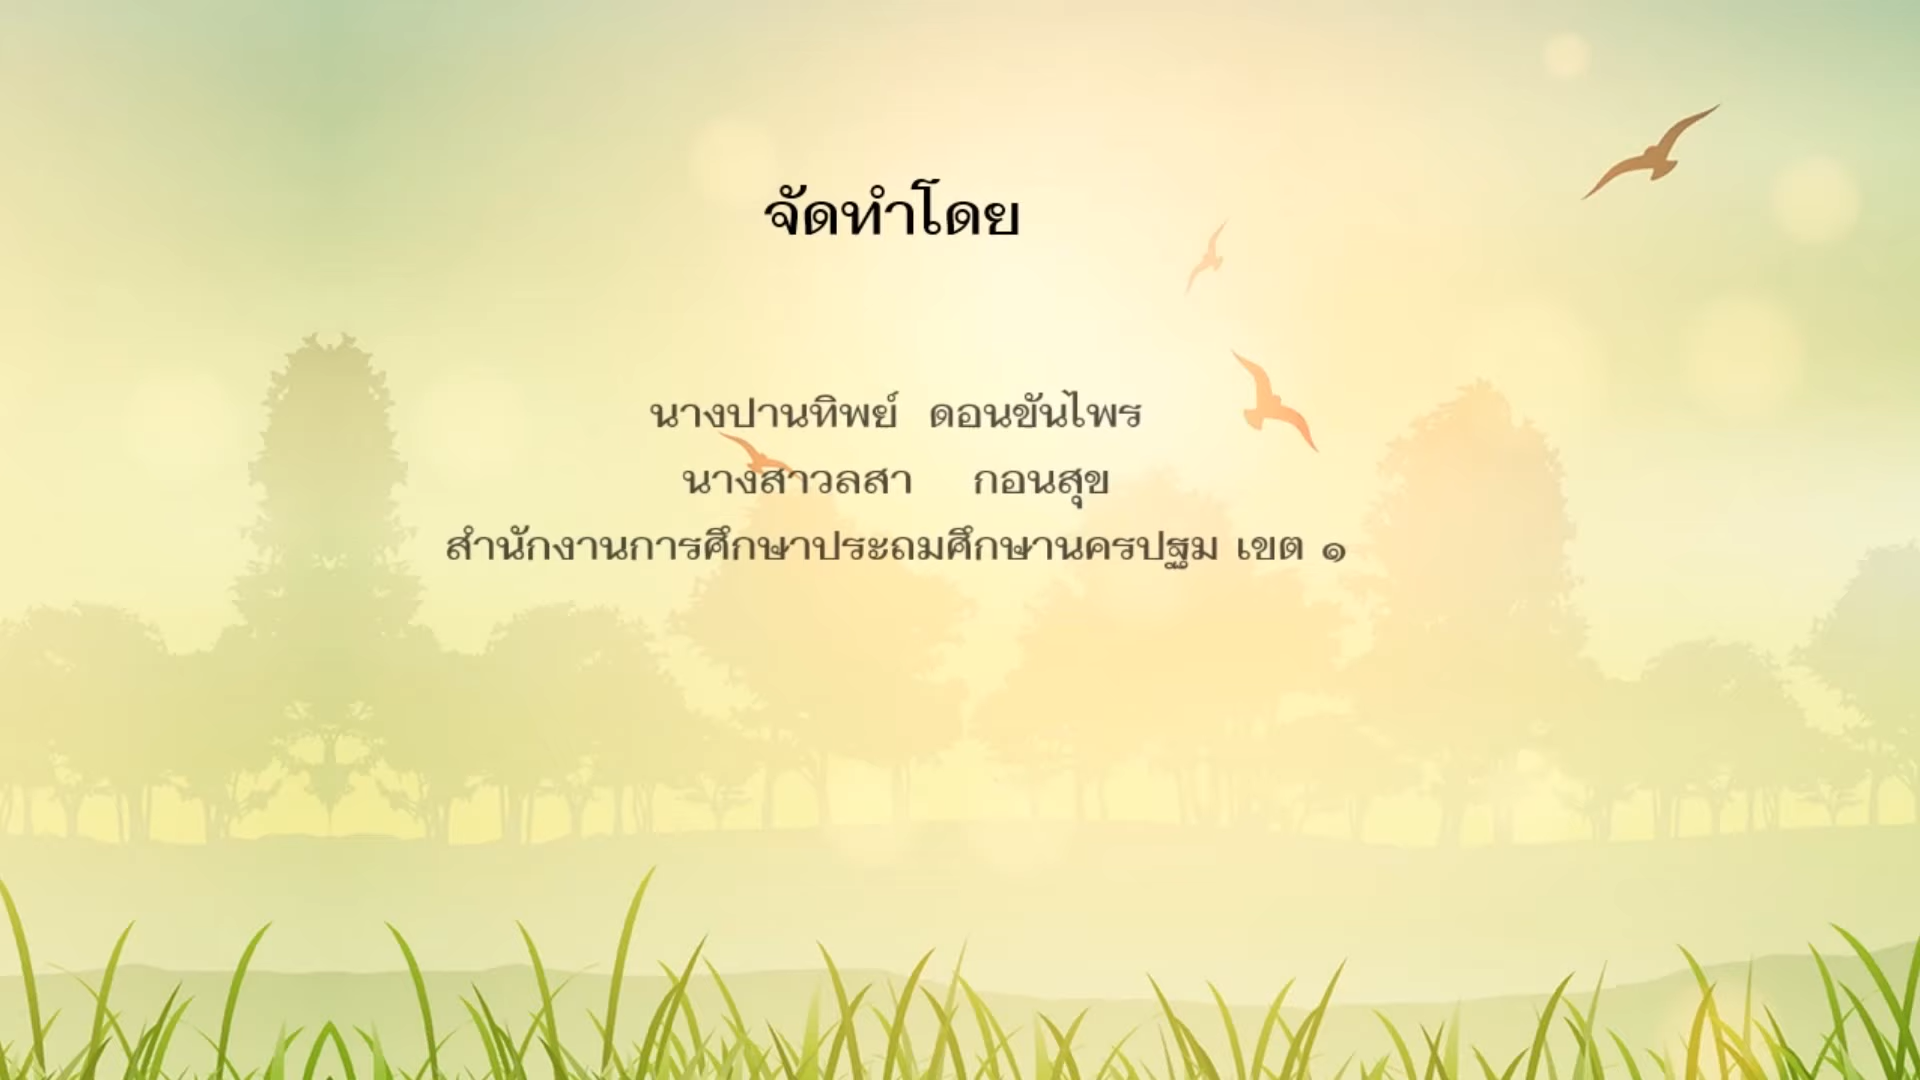 จัดทำโดย
นางปานทิพย์ ดอนขันไพร
นางสาวลสา กอนสุข
สำนักงานการศึกษาประถมศึกษานครปฐม เขต ๑